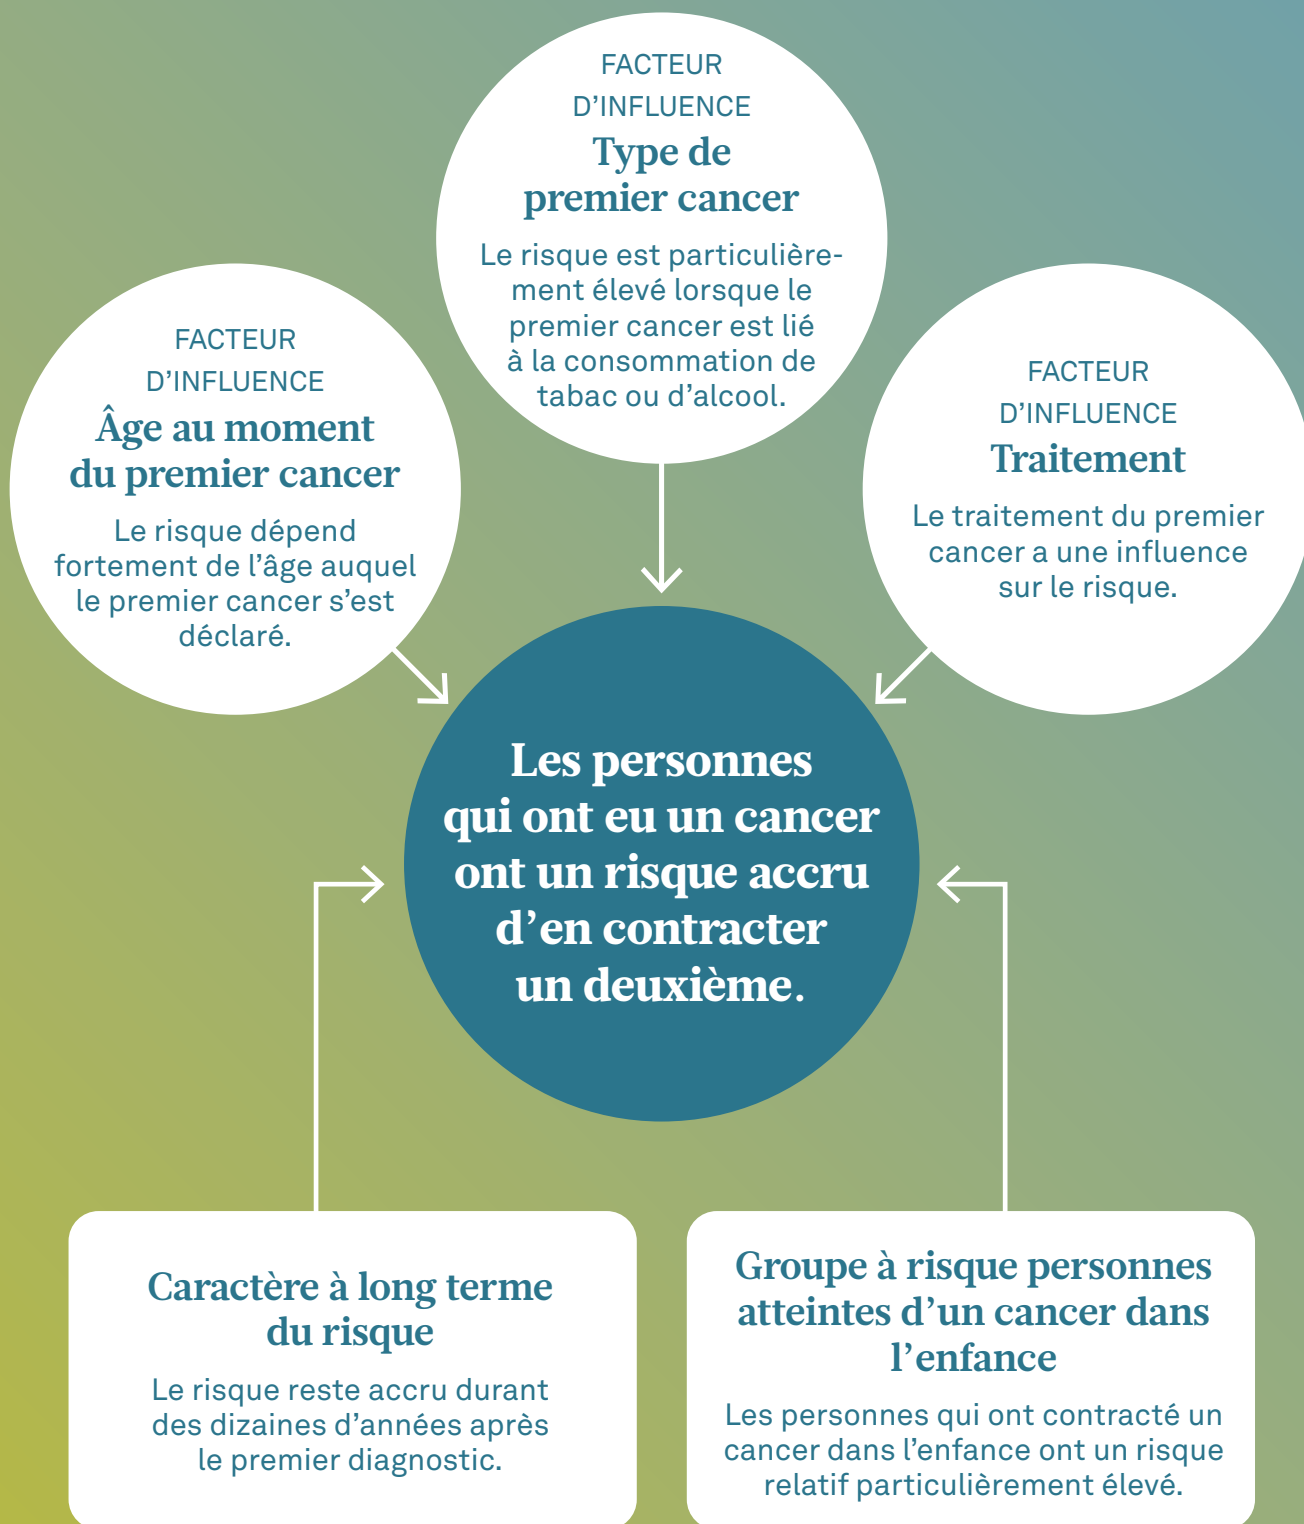 FACTEUR
D’INFLUENCE
Type de
premier cancer
Le risque est particulière-
ment élevé lorsque le
premier cancer est lié
à la consommation de
tabac ou d’alcool.
FACTEUR
D’INFLUENCE
Âge au moment
du premier cancer
Le risque dépend
fortement de l’âge auquel
le premier cancer s’est
déclaré.
FACTEUR
D’INFLUENCE
Traitement
Le traitement du premier
cancer a une influence
sur le risque.
Les personnes
qui ont eu un cancer
ont un risque accru
d’en contracter
un deuxième.
Caractère à long terme
du risque
Le risque reste accru durant
des dizaines d’années après
le premier diagnostic.
Groupe à risque personnes
atteintes d’un cancer dans
l’enfance
Les personnes qui ont contracté un
cancer dans l’enfance ont un risque
relatif particulièrement élevé.